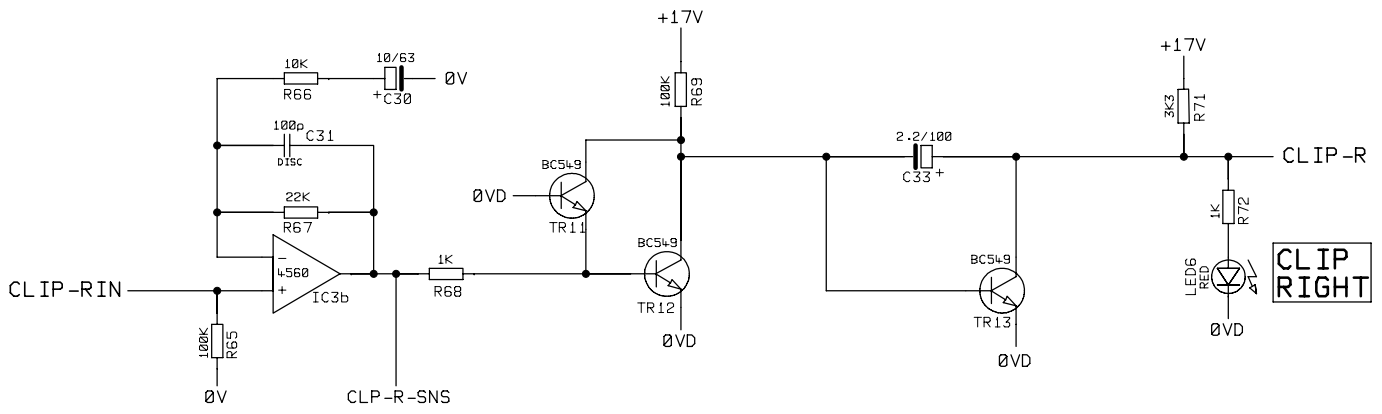 +17V
+17V
10K
R66
10/63
+
C30
0V
100K
R69
3K3
R71
100p
C31
DISC
2.2/100
C33
+
CLIP-R
BC549
0VD
TR11
22K
R67
1K
R72
BC549
TR12
0VD
-
4560
+
IC3b
1K
R68
BC549
TR13
0VD
LED6
RED
0VD
CLIP
RIGHT
CLIP-RIN
100K
R65
0V
CLP-R-SNS